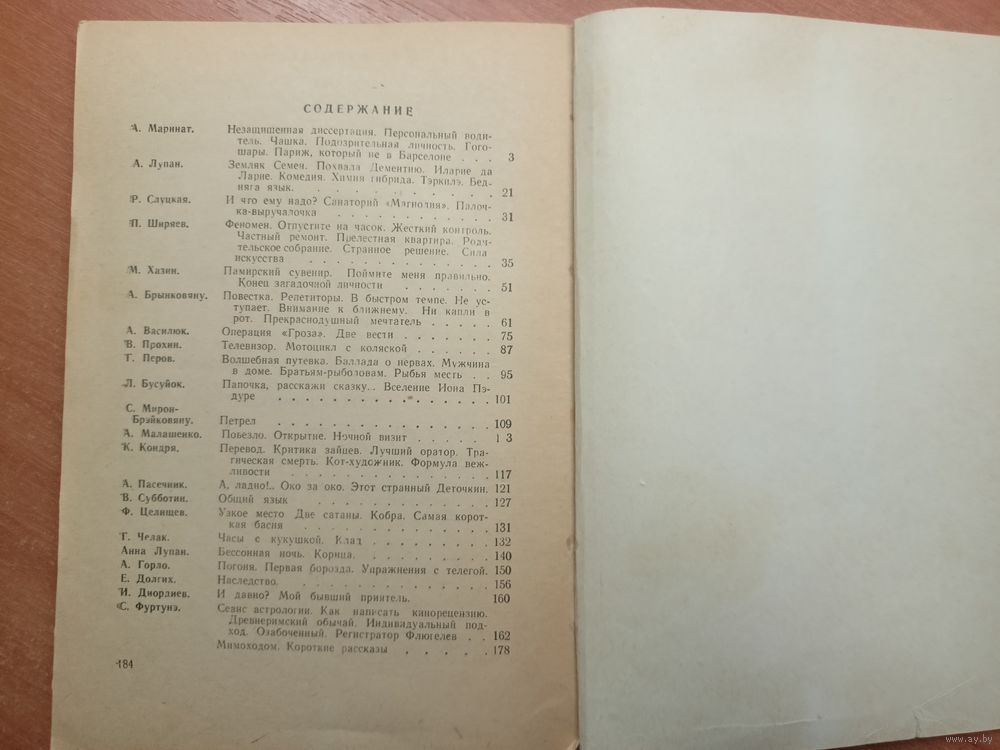 СОДЕРЖАНИЕ
А. Маринат. Незащищенная диссертация. Персональный води-
тель. Чашка. Подозрительная личность. Гого-
шары. Париж, который не в Барселоне . . . 3
А. Лупан. Земляк Семен. Похвала Дементию. Иларие да
Ларие. Комедия. Химия гибрида. Тэркилэ. Бед-
няга язык. . . . . . . . . . . 21
Р. Слуцкая. И что ему надо? Санаторий «Магнолия». Палоч-
ка-выручалочка . . . . . . . . . 31
П. Ширяев. Феномен. Отпустите на часок. Жесткий контроль.
Частный ремонт. Прелестная квартира. Роди-
тельское собрание. Странное решение. Сила
искусства . . . . . . . . . . 35
М. Хазин. Памирский сувенир. Поймите меня правильно.
Конец загадочной личности . . . . . . 51
А. Брынковяну. Повестка. Репетиторы. В быстром темпе. Не ус-
тупает. Внимание к ближнему. Ни капли в
рот. Прекраснодушный мечтатель . . . . . 61
А. Василюк. Операция «Гроза». Две вести . . . . . . 75
В. Прохин. Телевизор. Мотоцикл с коляской . . . . . 87
Г. Перов. Волшебная путевка. Баллада о нервах. Мужчина
в доме. Братьям-рыболовам. Рыбья месть . . 95
Л. Бусуйок. Папочка, расскажи сказку... Вселение Иона Пэ-
дуре . . . . . . . . . . . . 101
С. Мирон-
Брэйковяну. Петрел . . . . . . . . . . . . 109
А. Малашенко. Повезло. Открытие. Ночной визит . . . . . 1 3
К. Кондря. Перевод. Критика зайцев. Лучший оратор. Тра-
гическая смерть. Кот-художник. Формула веж-
ливости . . . . . . . . . . . 117
А. Пасечник. А, ладно!.. Око за око. Этот странный Деточкин. 121
В. Субботин. Общий язык . . . . . . . . . . 127
Ф. Целищев. Узкое место Две сатаны. Кобра. Самая корот-
кая басня . . . . . . . . . . 131
Г. Челак. Часы с кукушкой. Клад . . . . . . . 132
Анна Лупан. Бессонная ночь. Корица. . . . . . . . 140
А. Горло. Погоня. Первая борозда. Упражнения с телегой. 150
Е. Долгих. Наследство. . . . . . . . . . . 156
И. Диордиев. И давно? Мой бывший приятель. 160
С. Фуртунэ. Сеанс астрологии. Как написать кинорецензию.
Древнеримский обычай. Индивидуальный под-
ход. Озабоченный. Регистратор Флюгелев . . 162
Мимоходом. Короткие рассказы . . . . . 178
184
www.ay.by